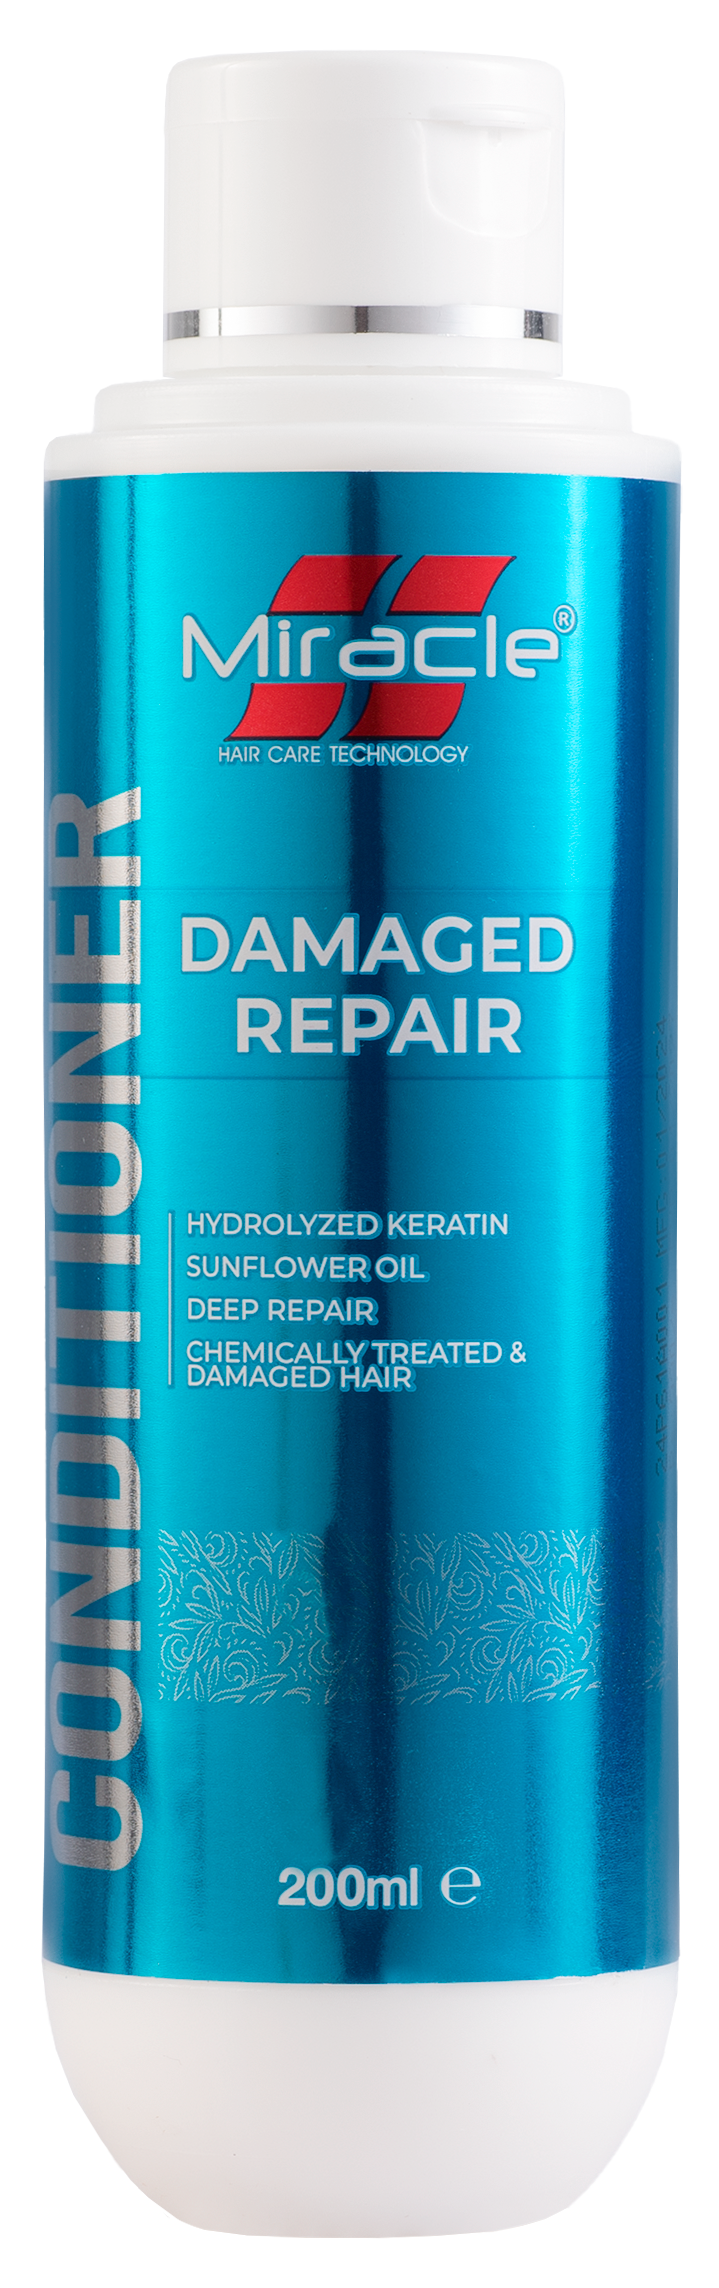 Miracle®
HAIR CARE TECHNOLOGY
CONDITIONER
DAMAGED
REPAIR
HYDROLYZED KERATIN
SUNFLOWER OIL
DEEP REPAIR
CHEMICALLY TREATED &
DAMAGED HAIR
200ml ℮